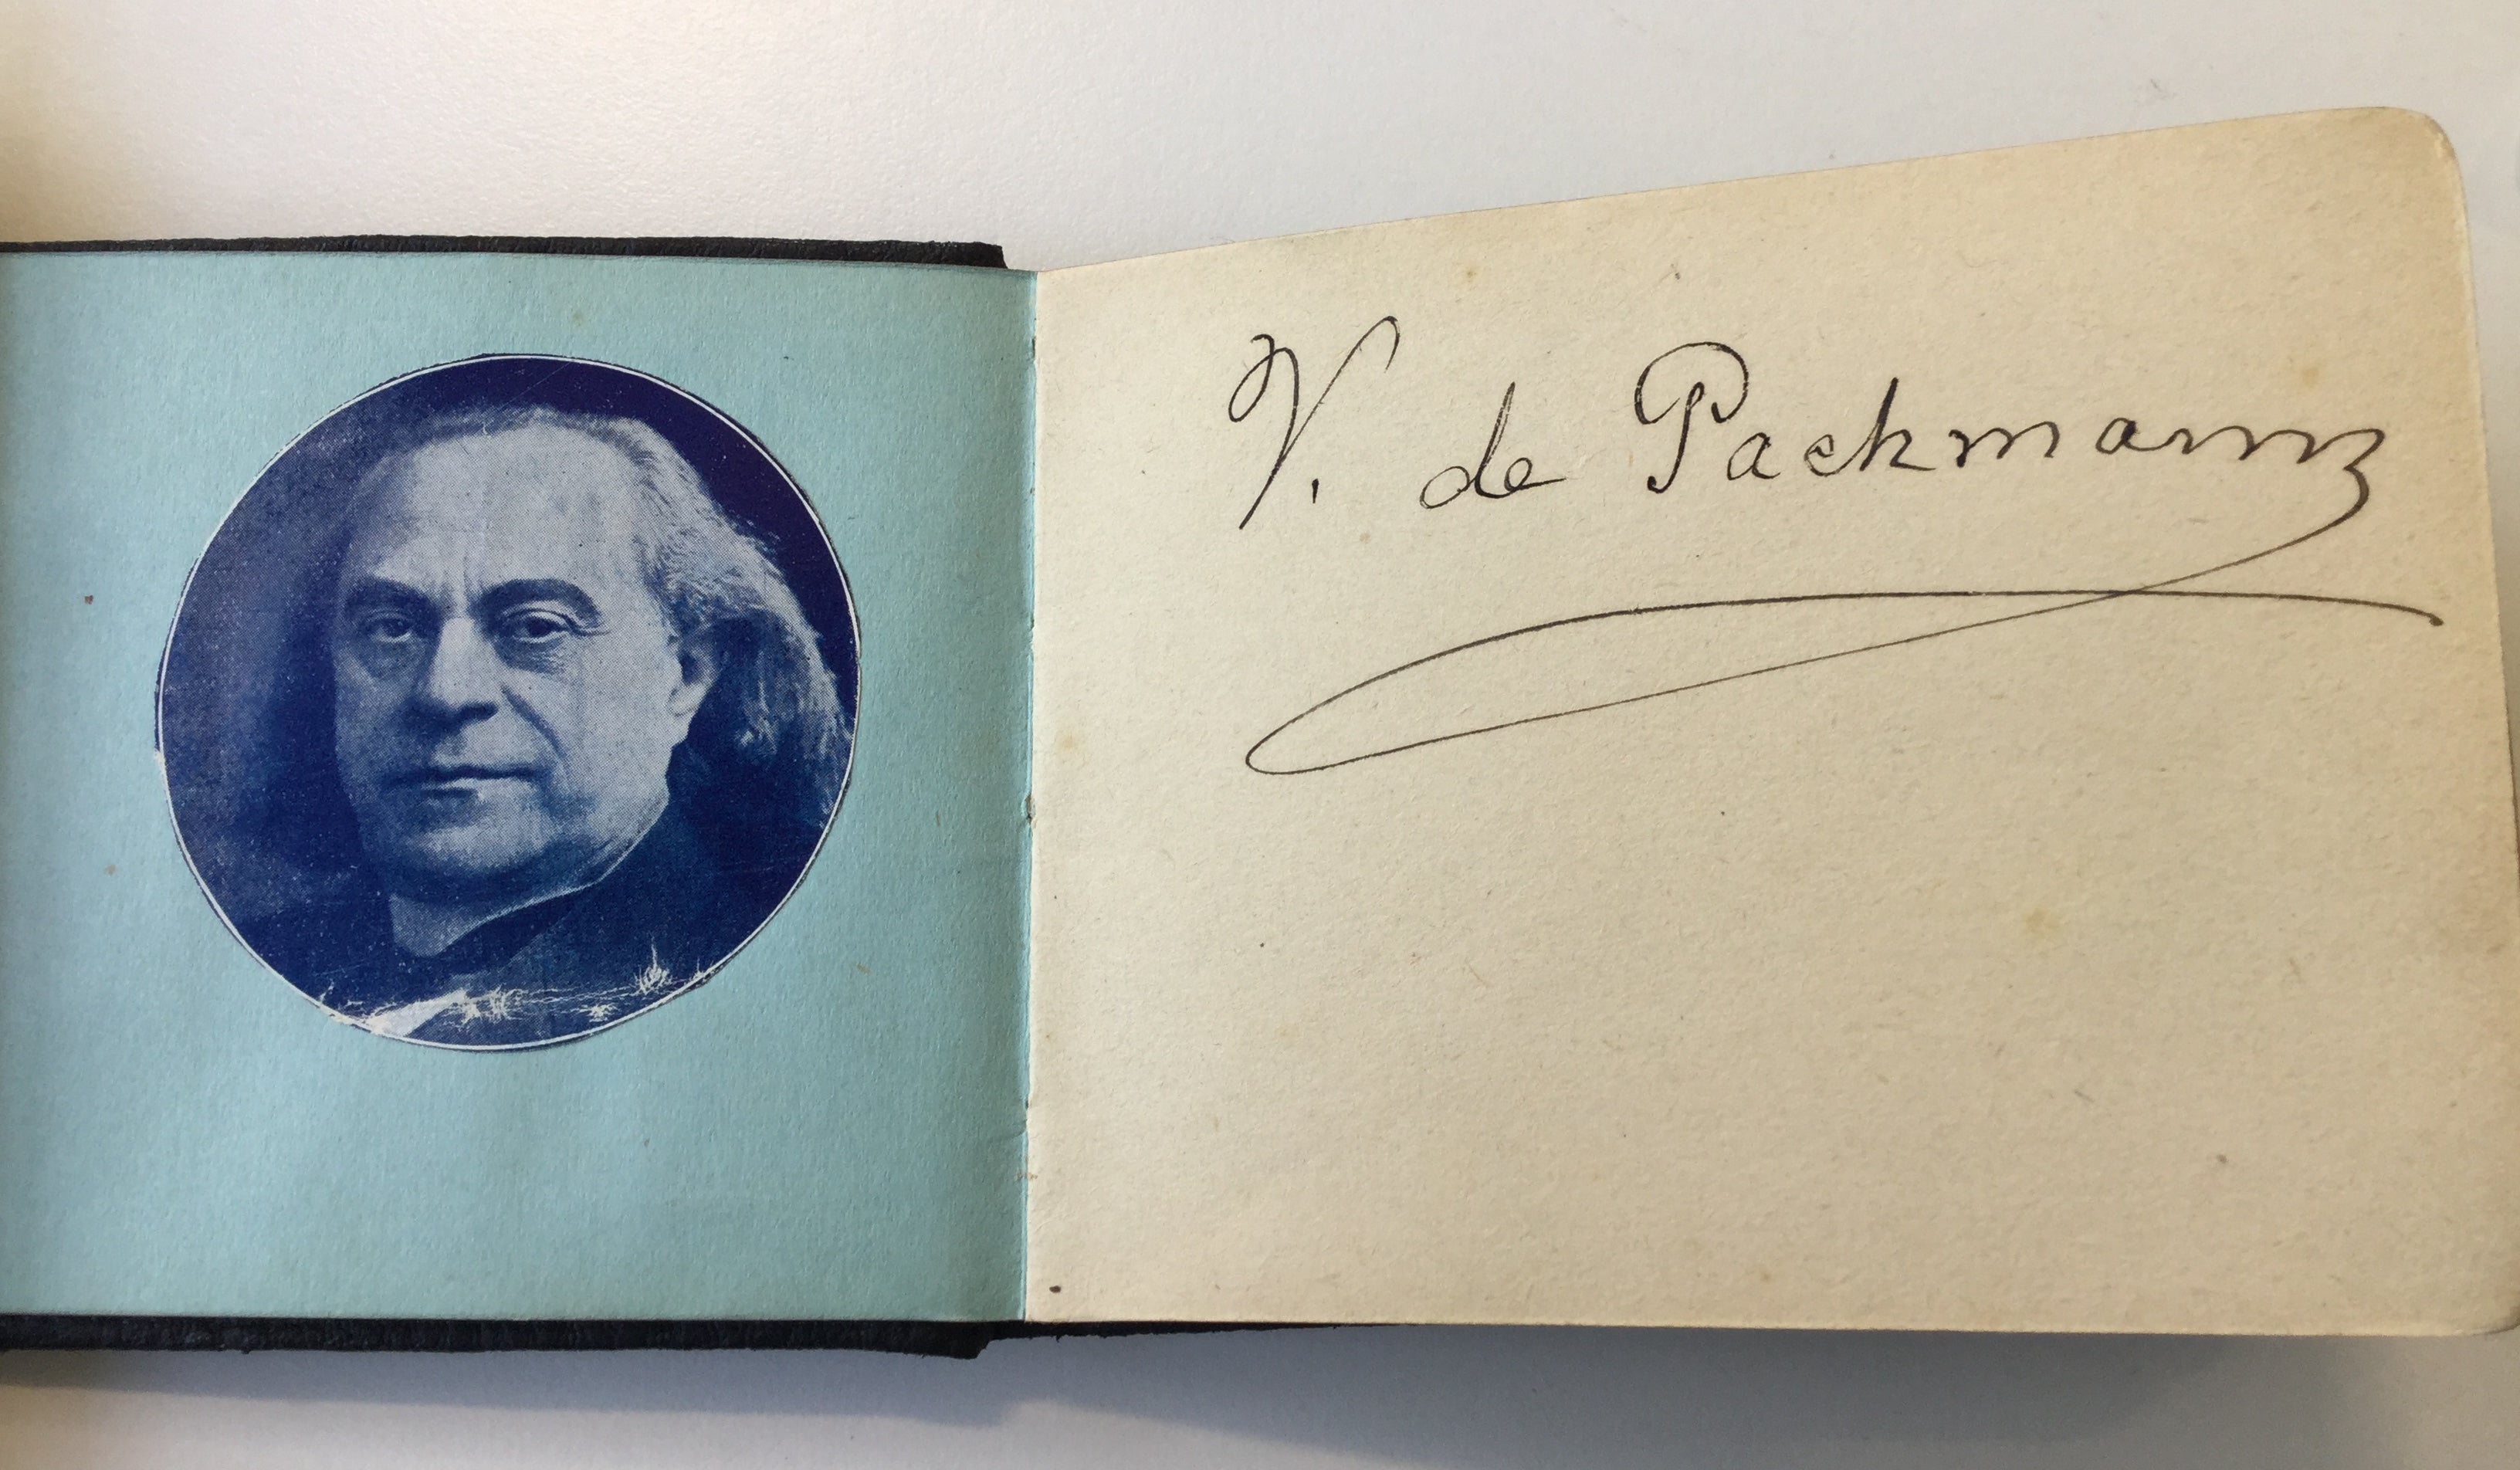 V. de Pachmann